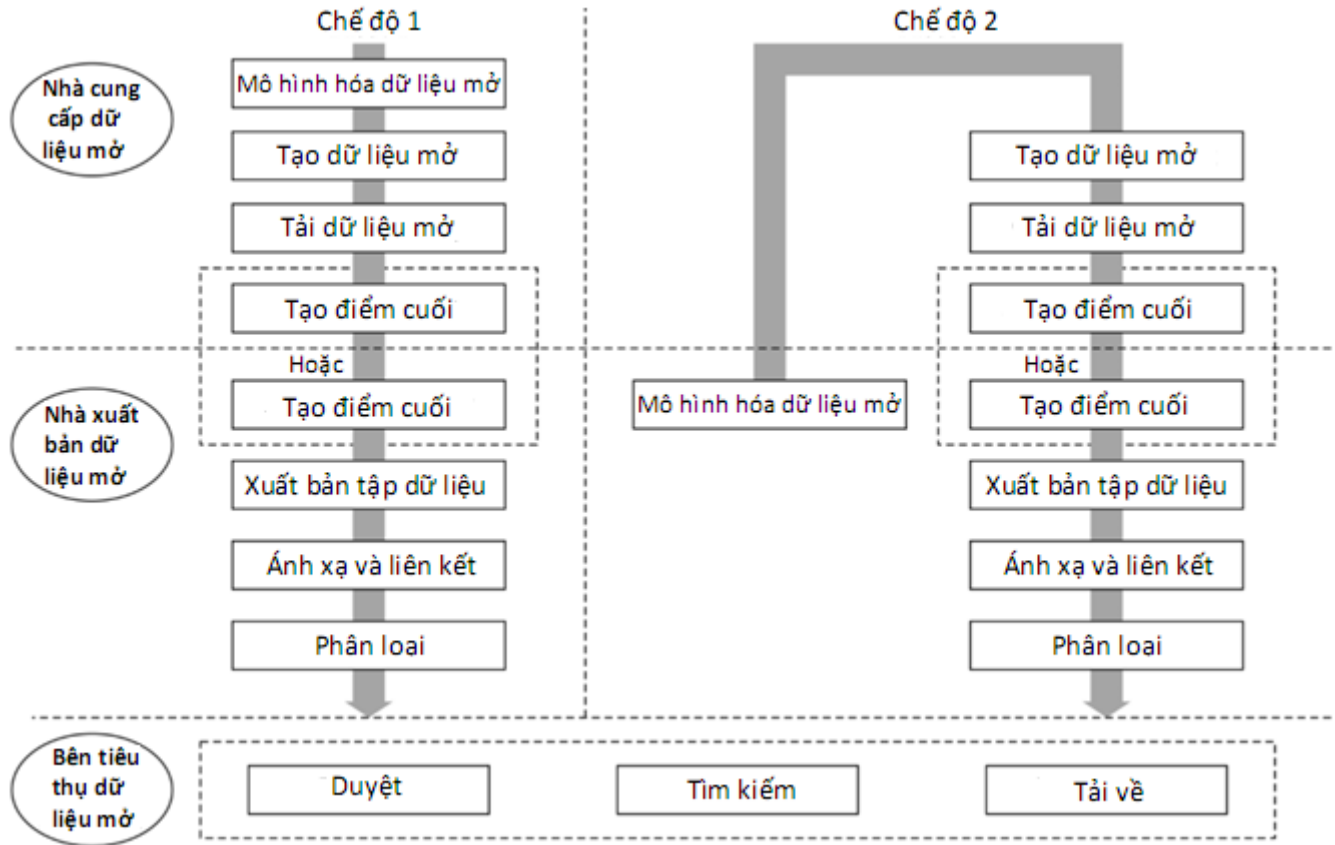 Chế độ 1
Chế độ 2
Nhà cung
cấp dữ
liệu mở
Mô hình hóa dữ liệu mở
Tạo dữ liệu mở
Tải dữ liệu mở
Tạo điểm cuối
Tạo dữ liệu mở
Tải dữ liệu mở
Tạo điểm cuối
Nhà xuất
bản dữ
liệu mở
Hoặc
Tạo điểm cuối
Xuất bản tập dữ liệu
Ánh xạ và liên kết
Phân loại
Mô hình hóa dữ liệu mở
Hoặc
Tạo điểm cuối
Xuất bản tập dữ liệu
Ánh xạ và liên kết
Phân loại
Bên tiêu
thụ dữ
liệu mở
Duyệt
Tìm kiếm
Tải về